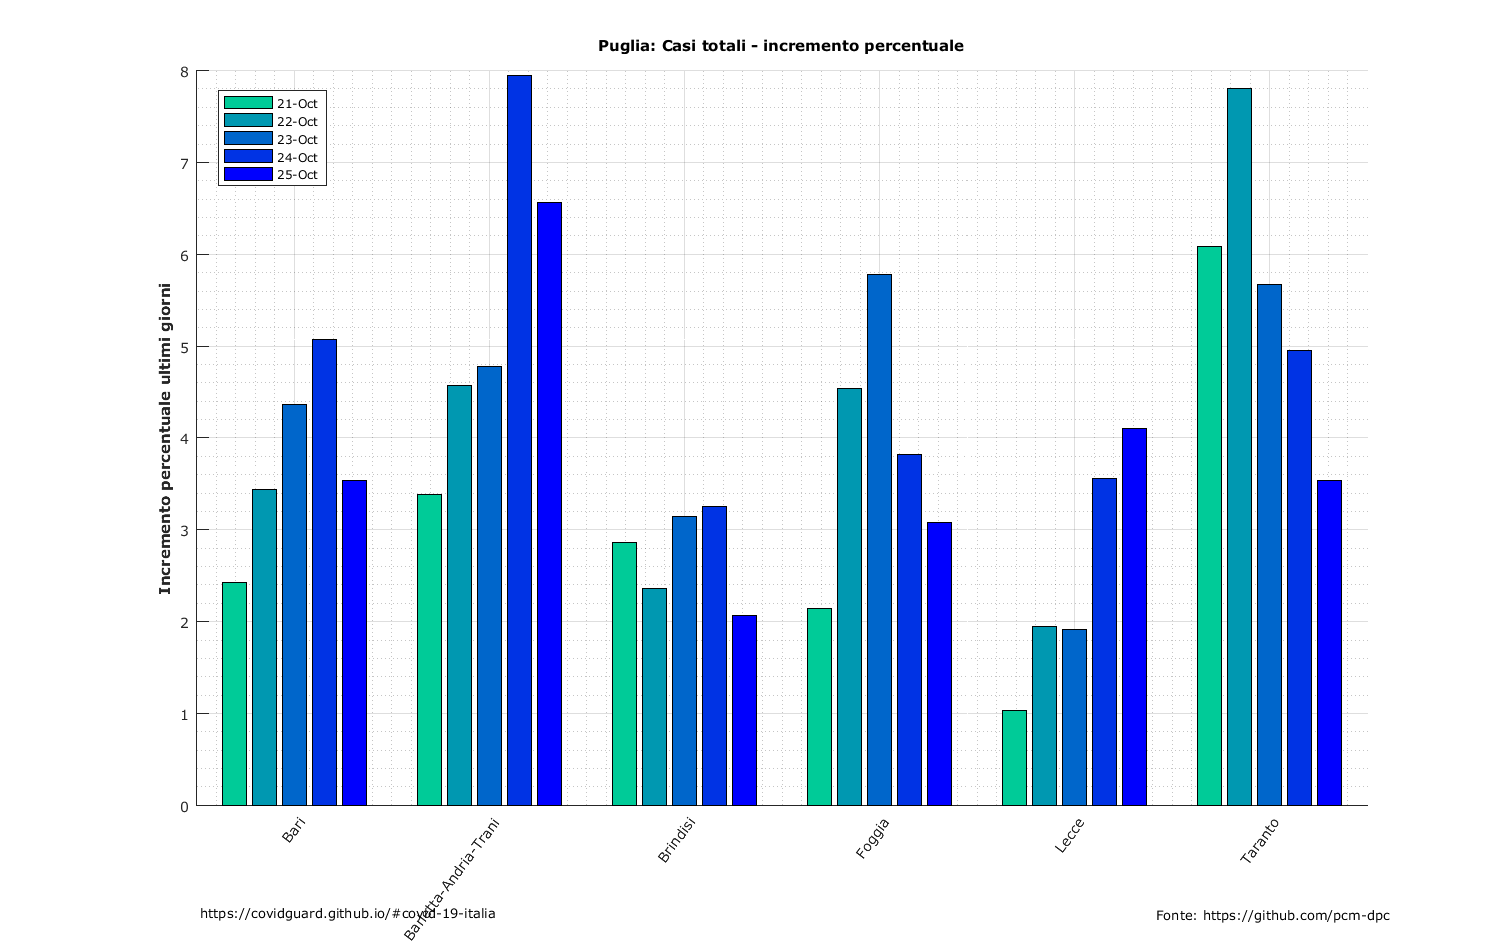 Puglia: Casi totali - incremento percentuale
8
7
6
5
4
3
2
1
0
Incremento percentuale ultimi giorni
21-Oct
22-Oct
23-Oct
24-Oct
25-Oct
Bari
Barletta-Andria-Trani
Brindisi
Foggia
Lecce
Taranto
https://covidguard.github.io/#covid-19-italia
Fonte: https://github.com/pcm-dpc